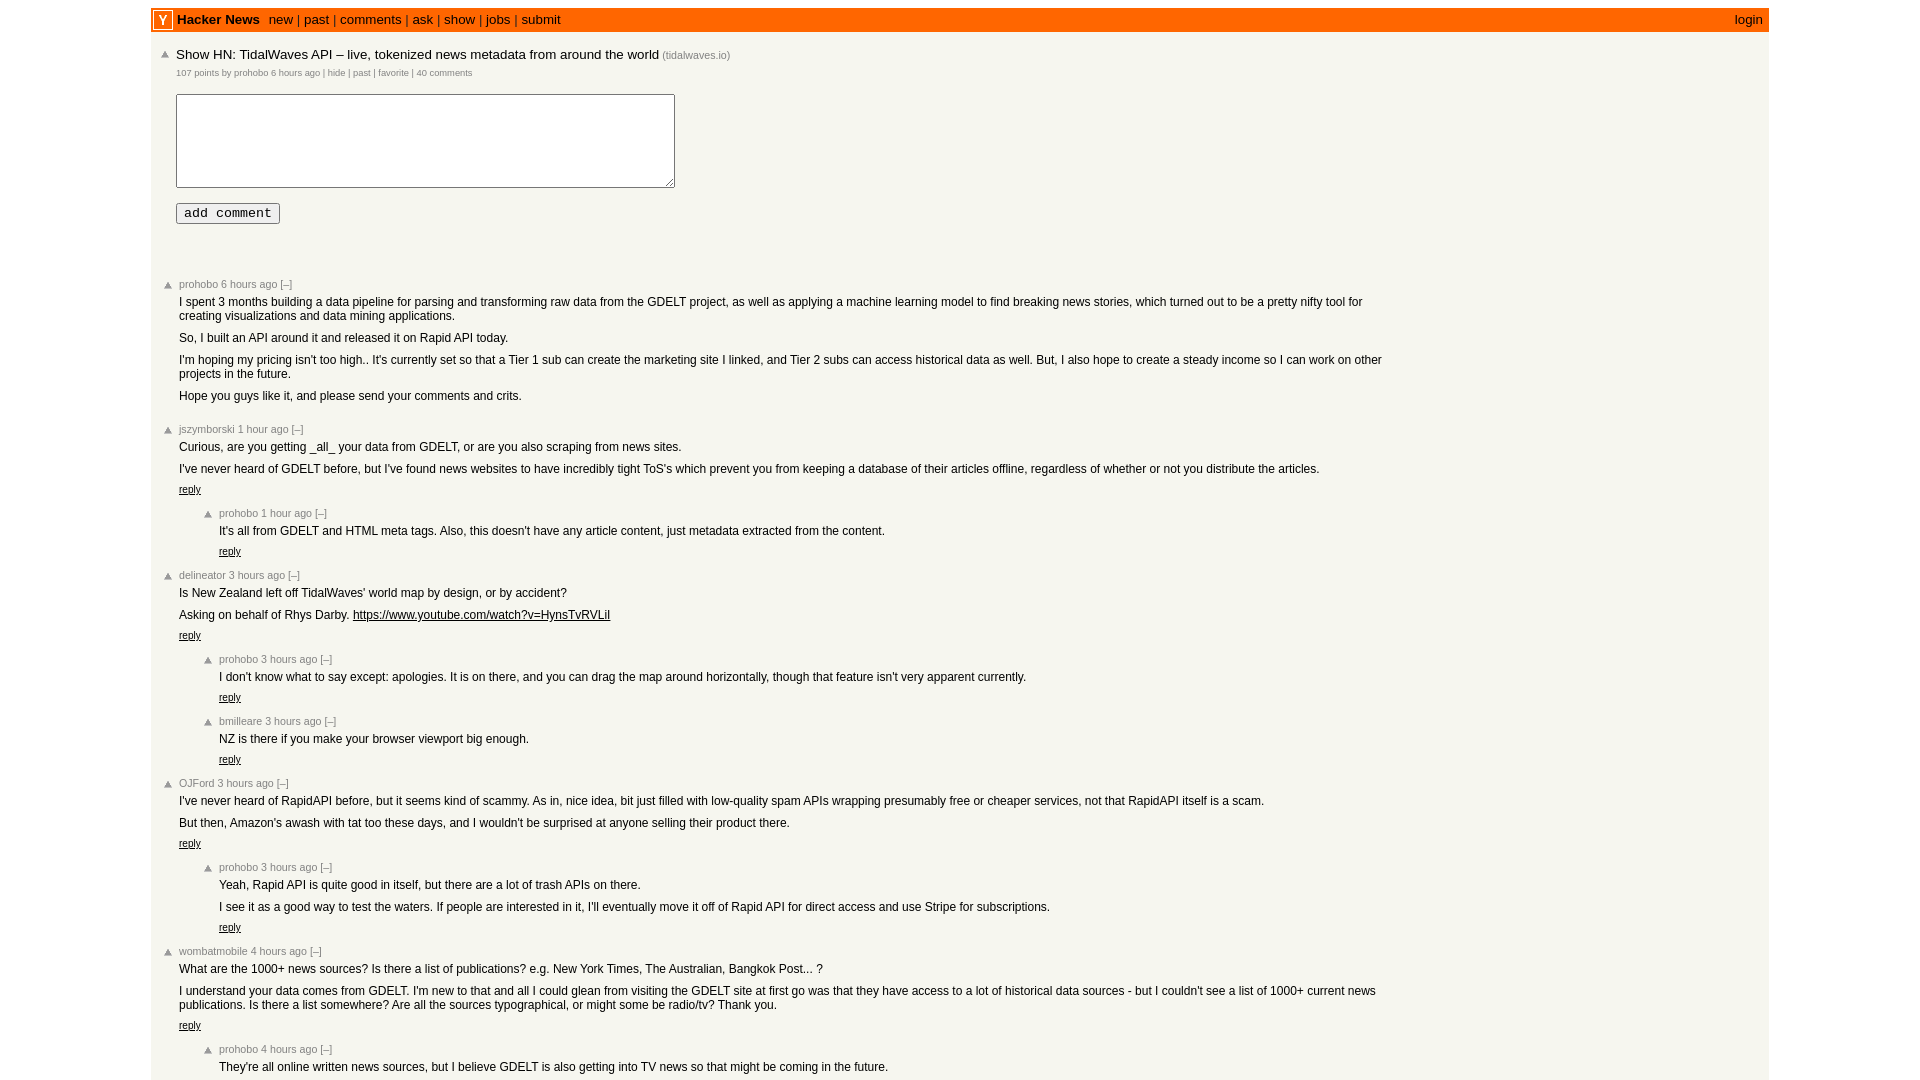 Y Hacker News new | past | comments | ask | show | jobs | submit login
Show HN: TidalWaves API – live, tokenized news metadata from around the world (tidalwaves.io)
107 points by prohobo 6 hours ago | hide | past | favorite | 40 comments
add comment
prohobo 6 hours ago [–]
I spent 3 months building a data pipeline for parsing and transforming raw data from the GDELT project, as well as applying a machine learning model to find breaking news stories, which turned out to be a pretty nifty tool for
creating visualizations and data mining applications.
So, I built an API around it and released it on Rapid API today.
I'm hoping my pricing isn't too high.. It's currently set so that a Tier 1 sub can create the marketing site I linked, and Tier 2 subs can access historical data as well. But, I also hope to create a steady income so I can work on other
projects in the future.
Hope you guys like it, and please send your comments and crits.
jszymborski 1 hour ago [–]
Curious, are you getting _all_ your data from GDELT, or are you also scraping from news sites.
I've never heard of GDELT before, but I've found news websites to have incredibly tight ToS's which prevent you from keeping a database of their articles offline, regardless of whether or not you distribute the articles.
reply
prohobo 1 hour ago [–]
It's all from GDELT and HTML meta tags. Also, this doesn't have any article content, just metadata extracted from the content.
reply
delineator 3 hours ago [–]
Is New Zealand left off TidalWaves' world map by design, or by accident?
Asking on behalf of Rhys Darby. https://www.youtube.com/watch?v=HynsTvRVLiI
reply
prohobo 3 hours ago [–]
I don't know what to say except: apologies. It is on there, and you can drag the map around horizontally, though that feature isn't very apparent currently.
reply
bmilleare 3 hours ago [–]
NZ is there if you make your browser viewport big enough.
reply
OJFord 3 hours ago [–]
I've never heard of RapidAPI before, but it seems kind of scammy. As in, nice idea, bit just filled with low-quality spam APIs wrapping presumably free or cheaper services, not that RapidAPI itself is a scam.
But then, Amazon's awash with tat too these days, and I wouldn't be surprised at anyone selling their product there.
reply
prohobo 3 hours ago [–]
Yeah, Rapid API is quite good in itself, but there are a lot of trash APIs on there.
I see it as a good way to test the waters. If people are interested in it, I'll eventually move it off of Rapid API for direct access and use Stripe for subscriptions.
reply
wombatmobile 4 hours ago [–]
What are the 1000+ news sources? Is there a list of publications? e.g. New York Times, The Australian, Bangkok Post... ?
I understand your data comes from GDELT. I'm new to that and all I could glean from visiting the GDELT site at first go was that they have access to a lot of historical data sources - but I couldn't see a list of 1000+ current news
publications. Is there a list somewhere? Are all the sources typographical, or might some be radio/tv? Thank you.
reply
prohobo 4 hours ago [–]
They're all online written news sources, but I believe GDELT is also getting into TV news so that might be coming in the future.